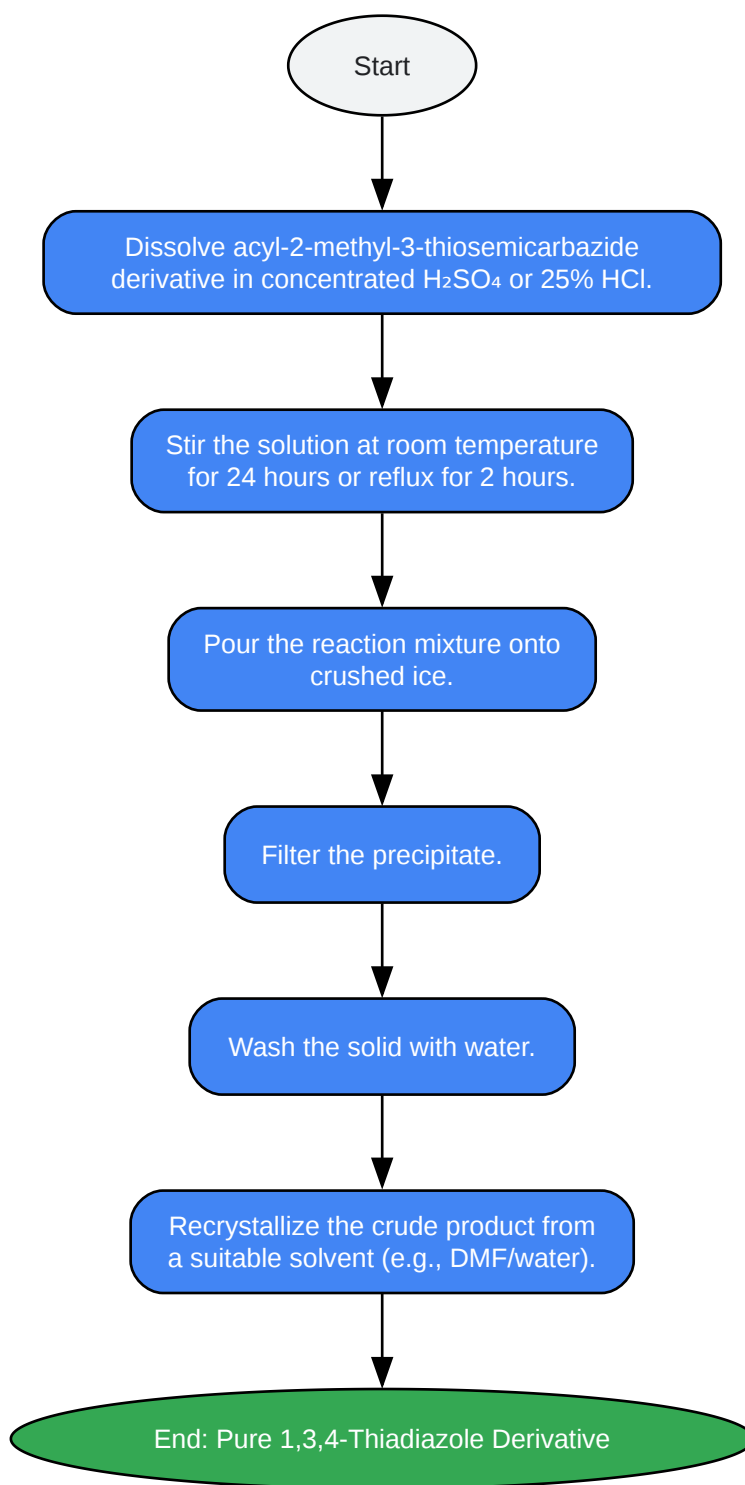 Start
Dissolve acyl-2-methyl-3-thiosemicarbazide
derivative in concentrated H₂SO₄ or 25% HCl.
Stir the solution at room temperature
for 24 hours or reflux for 2 hours.
Pour the reaction mixture onto
crushed ice.
Filter the precipitate.
Wash the solid with water.
Recrystallize the crude product from
a suitable solvent (e.g., DMF/water).
End: Pure 1,3,4-Thiadiazole Derivative